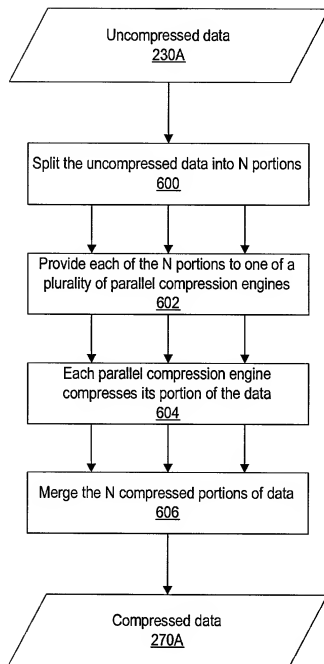 Uncompressed data
230A
Split the uncompressed data into N portions
600
Provide each of the N portions to one of a
plurality of parallel compression engines
602
Each parallel compression engine
compresses its portion of the data
604
Merge the N compressed portions of data
606
Compressed data
270A